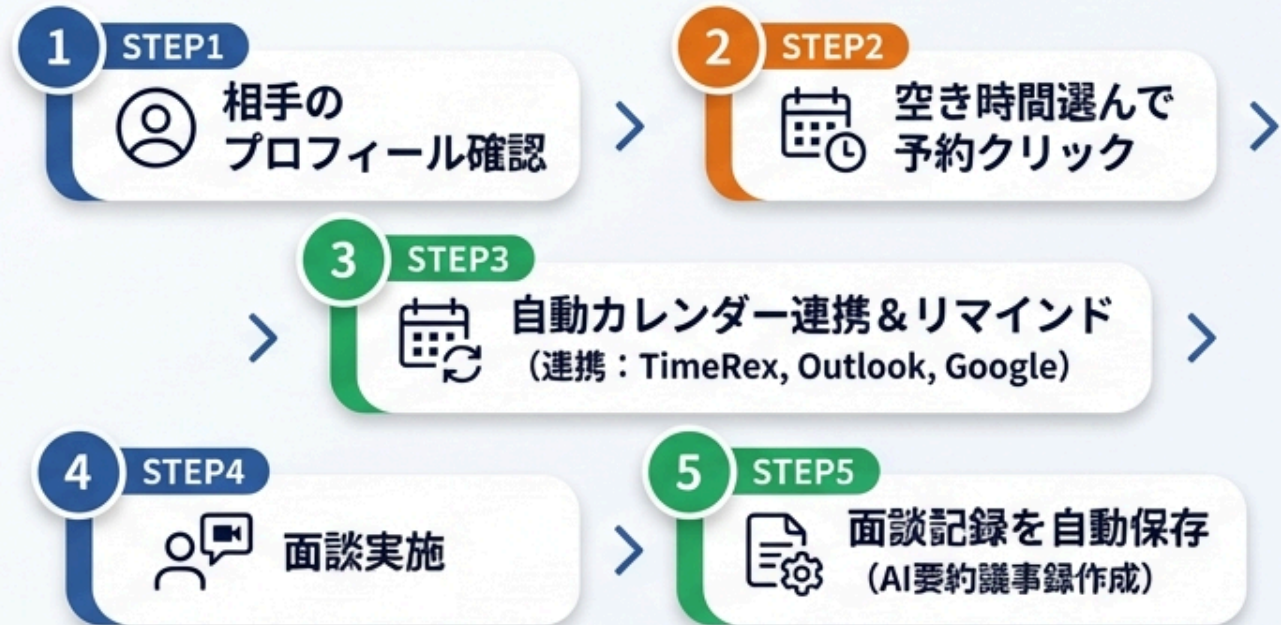 1 STEP1
相手の
プロフィール確認
2 STEP2
空き時間選んで
予約クリック
3 STEP3
自動カレンダー連携&リマインド
(連携:TimeRex, Outlook, Google)
4 STEP4
面談実施
5 STEP5
面談記録を自動保存
(AI要約議事録作成)